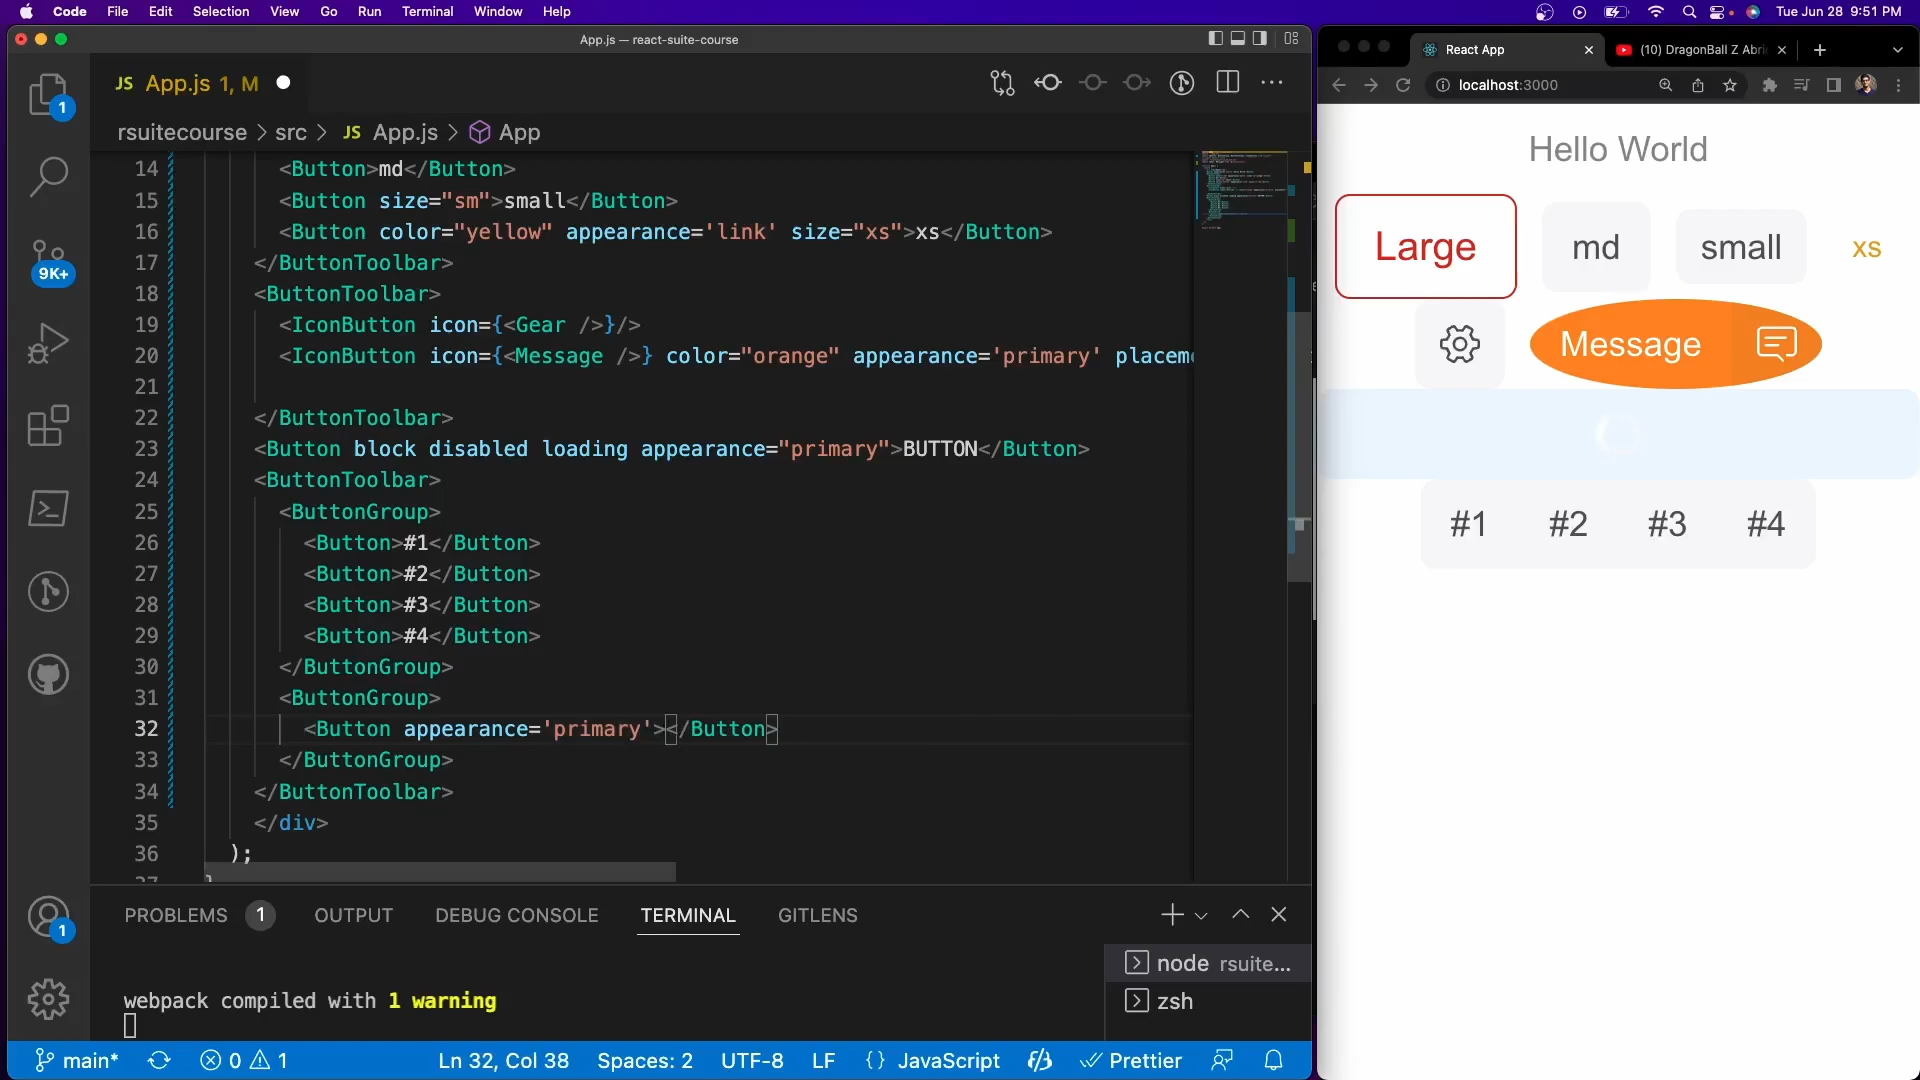 Code File Edit Selection View Go Run Terminal Window Help
Tue Jun 28 9:51 PM
App.js — react-suite-course
JS App.js 1, M
rsuitecourse > src > JS App.js > App
14 <Button>md</Button>
15 <Button size="sm">small</Button>
16 <Button color="yellow" appearance='link' size="xs">xs</Button>
17 </ButtonToolbar>
18 <ButtonToolbar>
19 <IconButton icon={<Gear />}/>
20 <IconButton icon={<Message />} color="orange" appearance='primary' placeme
21
22 </ButtonToolbar>
23 <Button block disabled loading appearance="primary">BUTTON</Button>
24 <ButtonToolbar>
25 <ButtonGroup>
26 <Button>#1</Button>
27 <Button>#2</Button>
28 <Button>#3</Button>
29 <Button>#4</Button>
30 </ButtonGroup>
31 <ButtonGroup>
32 <Button appearance='primary'></Button>
33 </ButtonGroup>
34 </ButtonToolbar>
35 </div>
36 );
37 }
1
9K+
1
PROBLEMS 1 OUTPUT DEBUG CONSOLE TERMINAL GITLENS
webpack compiled with 1 warning
node rsuite...
zsh
main* 0 1 Ln 32, Col 38 Spaces: 2 UTF-8 LF {} JavaScript Prettier
React App
(10) DragonBall Z Abri
localhost:3000
Hello World
Large md small xs
Message
#1 #2 #3 #4